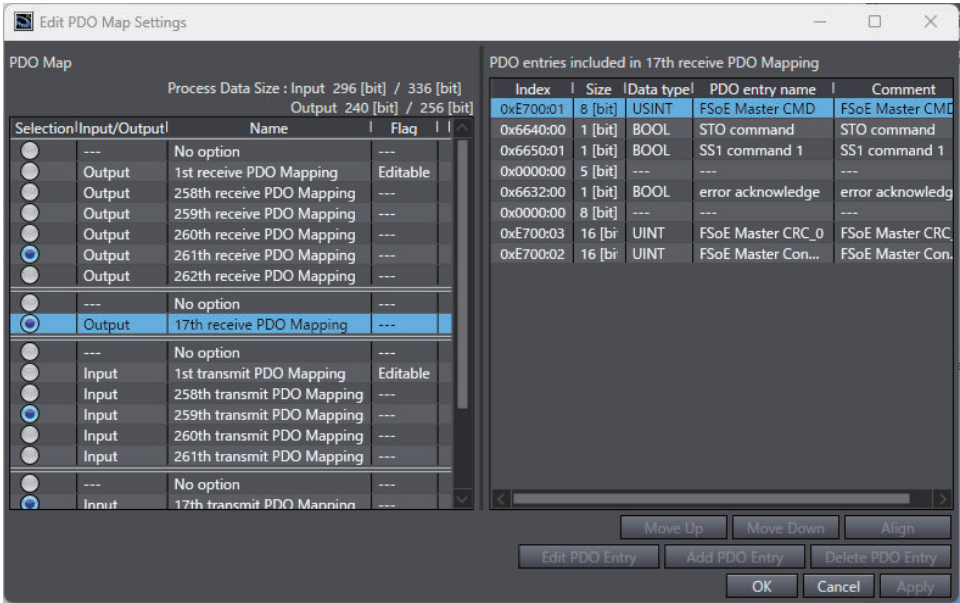 Edit PDO Map Settings
PDO Map
Process Data Size : Input 296 [bit] / 336 [bit]
Output 240 [bit] / 256 [bit]
Selection Input/Output Name Flag
--- No option ---
Output 1st receive PDO Mapping Editable
Output 258th receive PDO Mapping ---
Output 259th receive PDO Mapping ---
Output 260th receive PDO Mapping ---
Output 261th receive PDO Mapping ---
Output 262th receive PDO Mapping ---
--- No option ---
Output 17th receive PDO Mapping ---
--- No option ---
Input 1st transmit PDO Mapping Editable
Input 258th transmit PDO Mapping ---
Input 259th transmit PDO Mapping ---
Input 260th transmit PDO Mapping ---
Input 261th transmit PDO Mapping ---
--- No option ---
Input 17th transmit PDO Mapping ---
PDO entries included in 17th receive PDO Mapping
Index Size Data type PDO entry name Comment
0xE700:01 8 [bit] USINT FSoE Master CMD FSoE Master CMD
0x6640:00 1 [bit] BOOL STO command STO command
0x6650:01 1 [bit] BOOL SS1 command 1 SS1 command 1
0x0000:00 5 [bit] --- --- ---
0x6632:00 1 [bit] BOOL error acknowledge error acknowledg
0x0000:00 8 [bit] --- --- ---
0xE700:03 16 [bi UINT FSoE Master CRC_0 FSoE Master CRC_
0xE700:02 16 [bi UINT FSoE Master Con... FSoE Master Con.
Move Up Move Down Align
Edit PDO Entry Add PDO Entry Delete PDO Entry
OK Cancel Apply